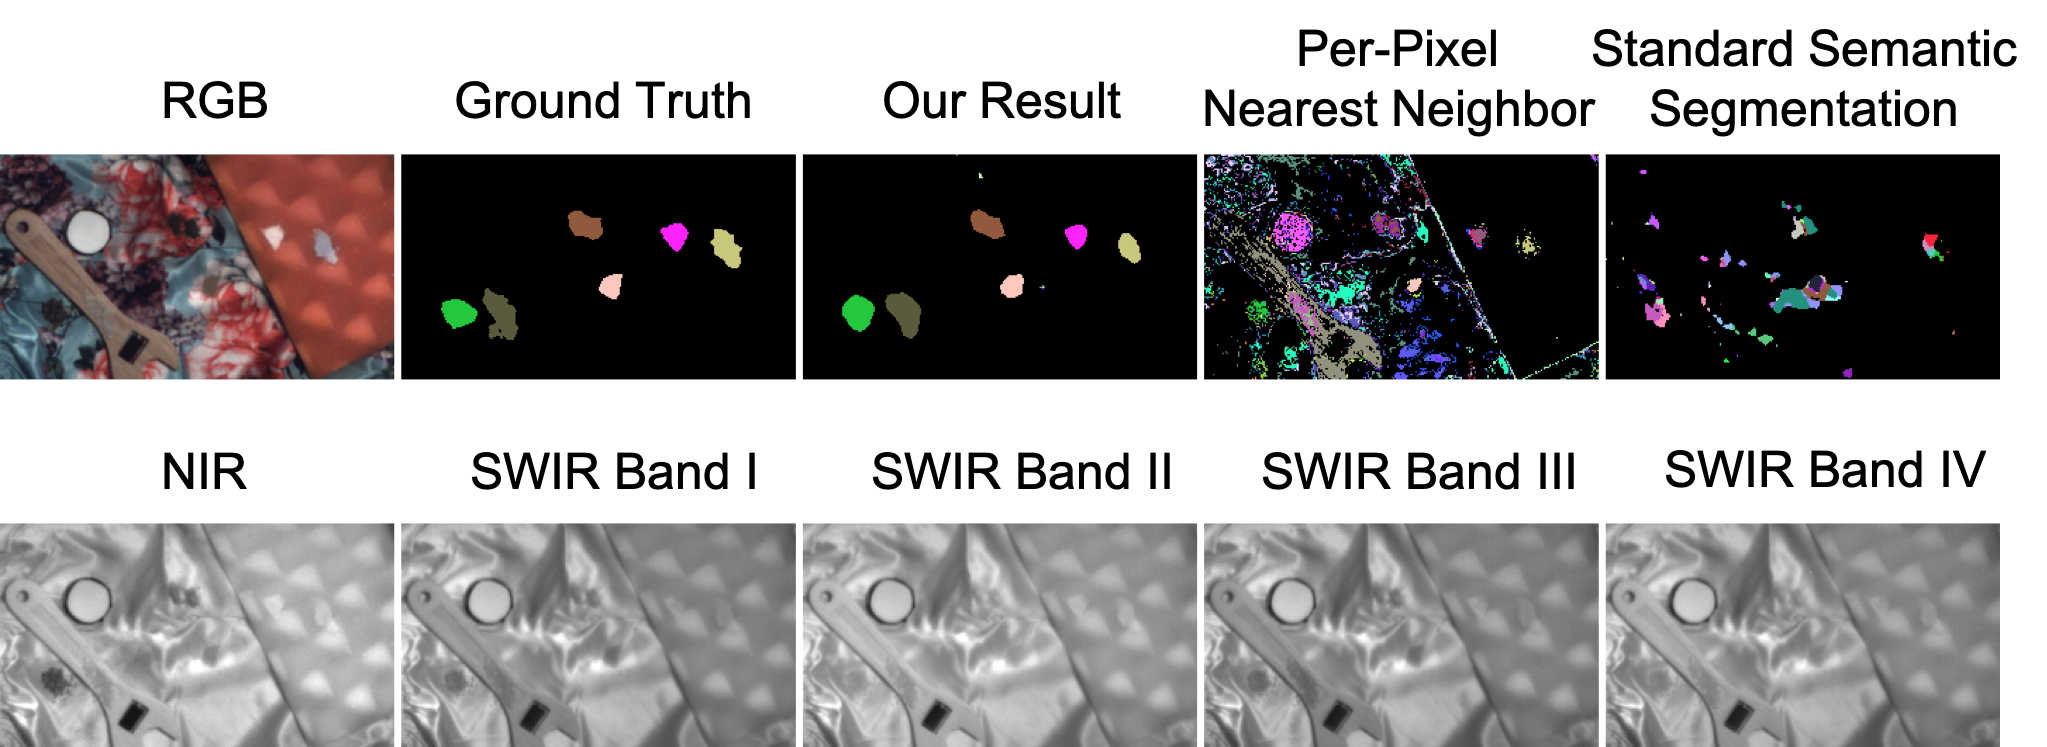 RGB
Ground Truth
Our Result
Per-Pixel
Nearest Neighbor
Standard Semantic
Segmentation
NIR
SWIR Band I
SWIR Band II
SWIR Band III
SWIR Band IV